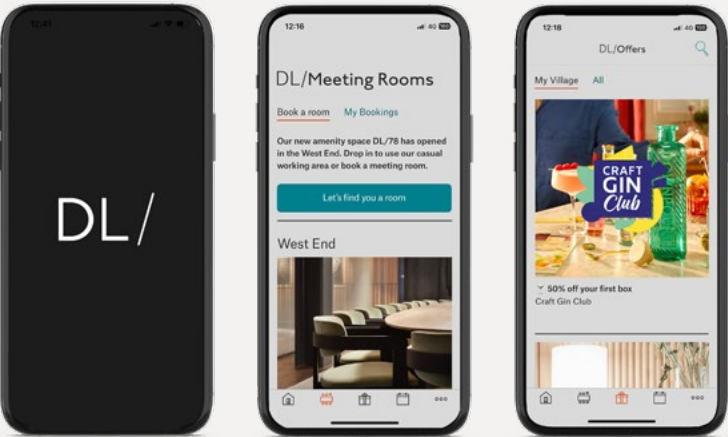 12:41
DL/
12:16
4G
DL/Meeting Rooms
Book a room My Bookings
Our new amenity space DL/78 has opened
in the West End. Drop in to use our casual
working area or book a meeting room.
Let's find you a room
West End
12:18
4G
DL/Offers
My Village All
CRAFT
GIN
Club
50% off your first box
Craft Gin Club